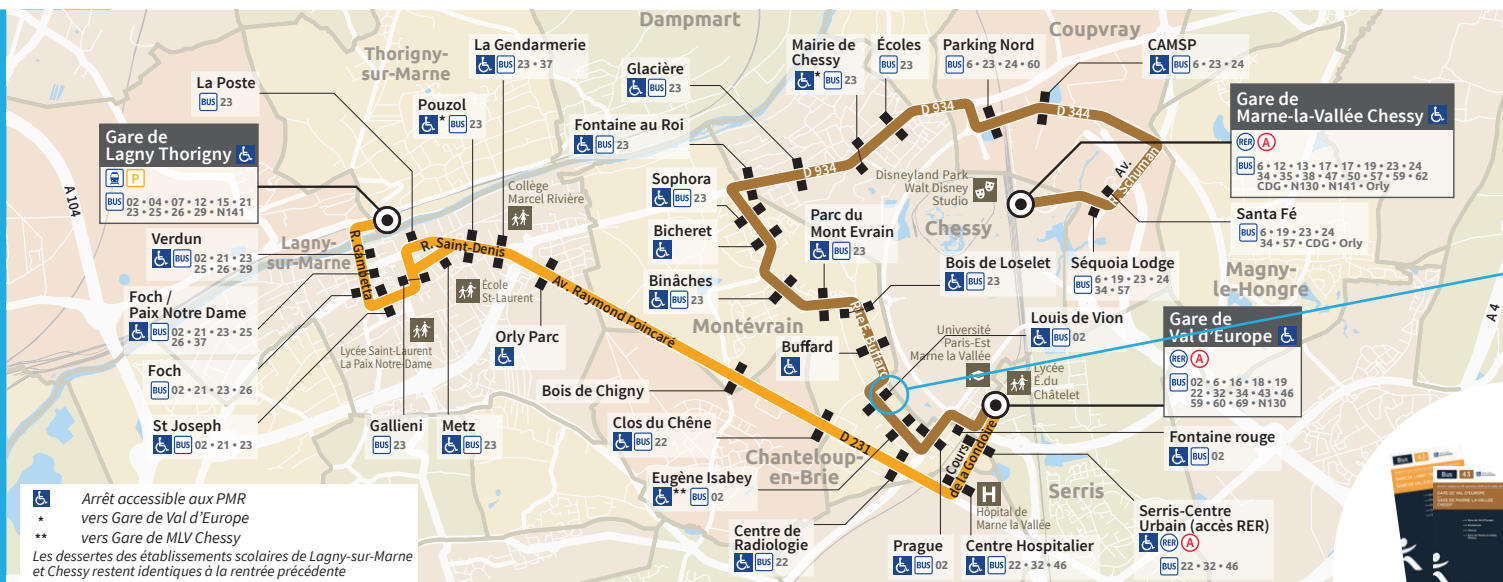 Dampmart
Coupvray
Thorigny-
sur-Marne
La Gendarmerie
BUS 23 • 37
La Poste
BUS 23
Pouzol
* BUS 23
Glacière
BUS 23
Fontaine au Roi
BUS 23
Mairie de
Chessy
* BUS 23
Écoles
BUS 23
Parking Nord
BUS 6 • 23 • 24 • 60
CAMSP
BUS 6 • 23 • 24
Gare de
Marne-la-Vallée Chessy
RER A
BUS 6 • 12 • 13 • 17 • 17 • 19 • 23 • 24
34 • 35 • 38 • 47 • 50 • 57 • 59 • 62
CDG • N130 • N141 • Orly
Gare de
Lagny Thorigny
P
BUS 02 • 04 • 07 • 12 • 15 • 21
23 • 25 • 26 • 29 • N141
A 104
D 934
D 934
D 344
Av.
R. Schuman
Collège
Marcel Rivière
Disneyland Park
Walt Disney
Studio
Chessy
Sophora
BUS 23
Bicheret
Binâches
BUS 23
Parc du
Mont Evrain
BUS 23
Bois de Loselet
BUS 23
Séquoia Lodge
BUS 6 • 19 • 23 • 24
34 • 57
Santa Fé
BUS 6 • 19 • 23 • 24
34 • 57 • CDG • Orly
Magny-
le-Hongre
A 4
Verdun
BUS 02 • 21 • 23
25 • 26 • 29
Lagny-
sur-Marne
R. Gambetta
R. Saint-Denis
Av. Raymond Poincaré
École
St-Laurent
Foch /
Paix Notre Dame
BUS 02 • 21 • 23 • 25
26 • 37
Foch
BUS 02 • 21 • 23 • 26
St Joseph
BUS 02 • 21 • 23
Lycée Saint-Laurent
La Paix Notre-Dame
Gallieni
BUS 23
Metz
BUS 23
Orly Parc
Montévrain
Bois de Chigny
Clos du Chêne
BUS 22
Buffard
Rue E. Buffard
Université
Paris-Est
Marne la Vallée
Louis de Vion
BUS 02
Lycée
É.du
Châtelet
Gare de
Val d'Europe
RER A
BUS 02 • 6 • 16 • 18 • 19
22 • 32 • 34 • 43 • 46
59 • 60 • 69 • N130
D 231
Chanteloup-
en-Brie
Eugène Isabey
** BUS 02
Centre de
Radiologie
BUS 22
Prague
BUS 02
Cours
de la Gondoire
H
Hôpital de
Marne la Vallée
Centre Hospitalier
BUS 22 • 32 • 46
Serris
Fontaine rouge
BUS 02
Serris-Centre
Urbain (accès RER)
RER A
BUS 22 • 32 • 46
Arrêt accessible aux PMR
* vers Gare de Val d'Europe
** vers Gare de MLV Chessy
Les dessertes des établissements scolaires de Lagny-sur-Marne
et Chessy restent identiques à la rentrée précédente
Bus 42
Bus 43
GARE DE VAL D'EUROPE
GARE DE MARNE-LA-VALLÉE
CHESSY